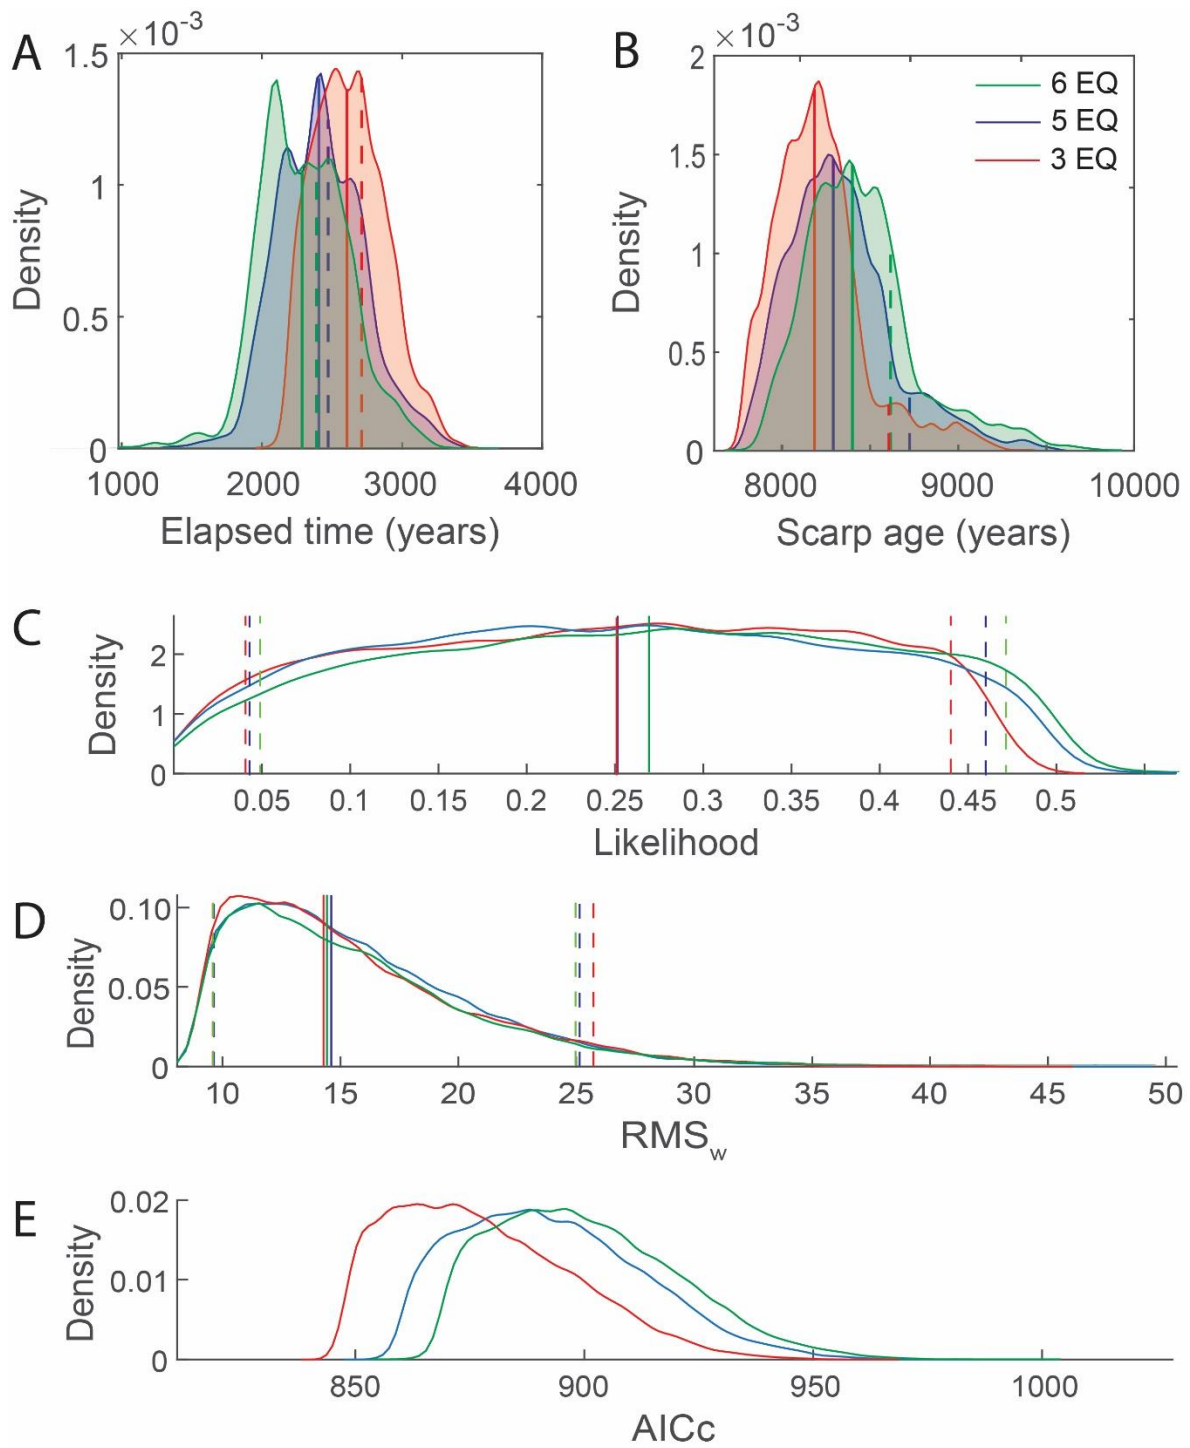 A
×10-3
1.5
1
0.5
0
Density
1000 2000 3000 4000
Elapsed time (years)
B
×10-3
2
1.5
1
0.5
0
Density
6 EQ
5 EQ
3 EQ
8000 9000 10000
Scarp age (years)
C
2
1
0
Density
0.05 0.1 0.15 0.2 0.25 0.3 0.35 0.4 0.45 0.5
Likelihood
D
0.10
0.05
0
Density
10 15 20 25 30 35 40 45 50
RMSw
E
0.02
0.01
0
Density
850 900 950 1000
AICc